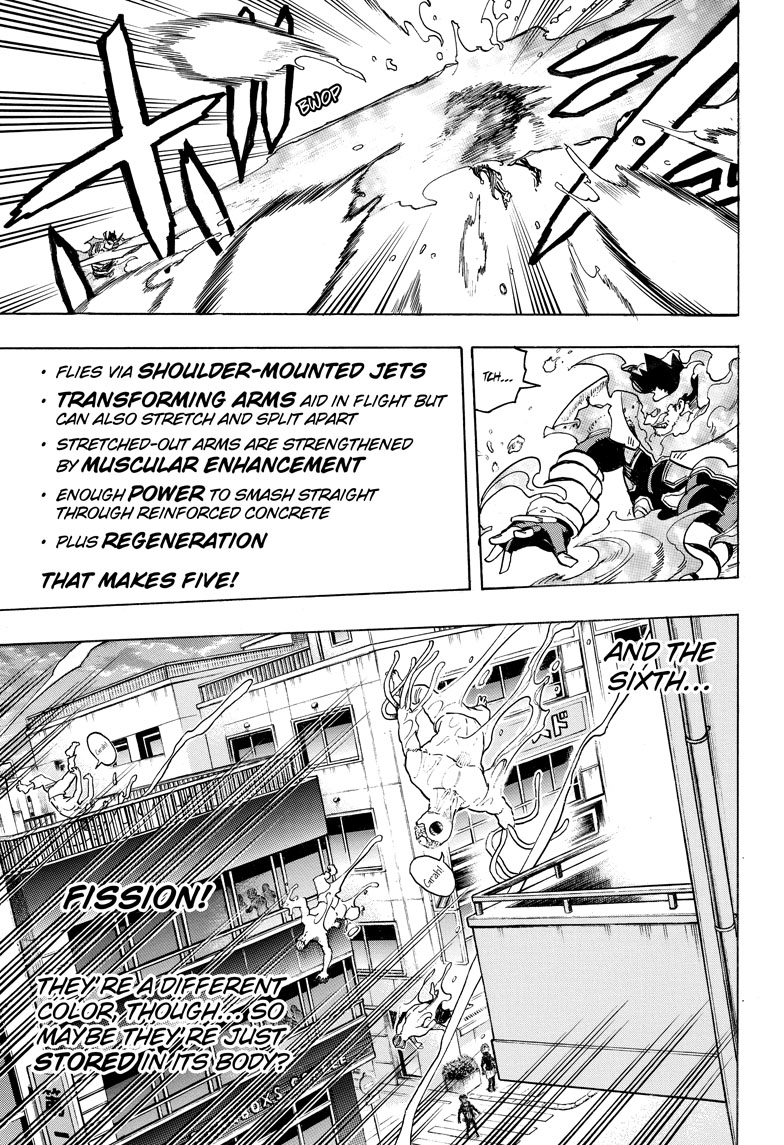 BWOP
TCH...
• FLIES VIA SHOULDER-MOUNTED JETS
• TRANSFORMING ARMS AID IN FLIGHT BUT
CAN ALSO STRETCH AND SPLIT APART
• STRETCHED-OUT ARMS ARE STRENGTHENED
BY MUSCULAR ENHANCEMENT
• ENOUGH POWER TO SMASH STRAIGHT
THROUGH REINFORCED CONCRETE
• PLUS REGENERATION
THAT MAKES FIVE!
AND THE
SIXTH...
FISSION!
THEY'RE A DIFFERENT
COLOR, THOUGH... SO
MAYBE THEY'RE JUST
STORED IN ITS BODY?